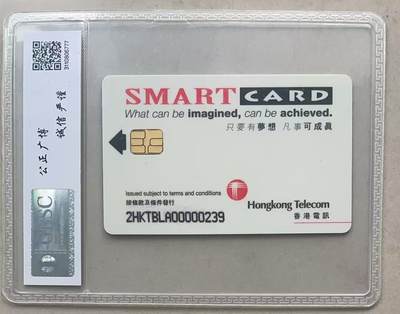 SMART CARD
What can be imagined, can be achieved.
只要有夢想 凡事可成真
Issued subject to terms and conditions
按條款及條件發行
2HKTBLA00000239
Hongkong Telecom
香港電訊
公正广博
诚信严谨